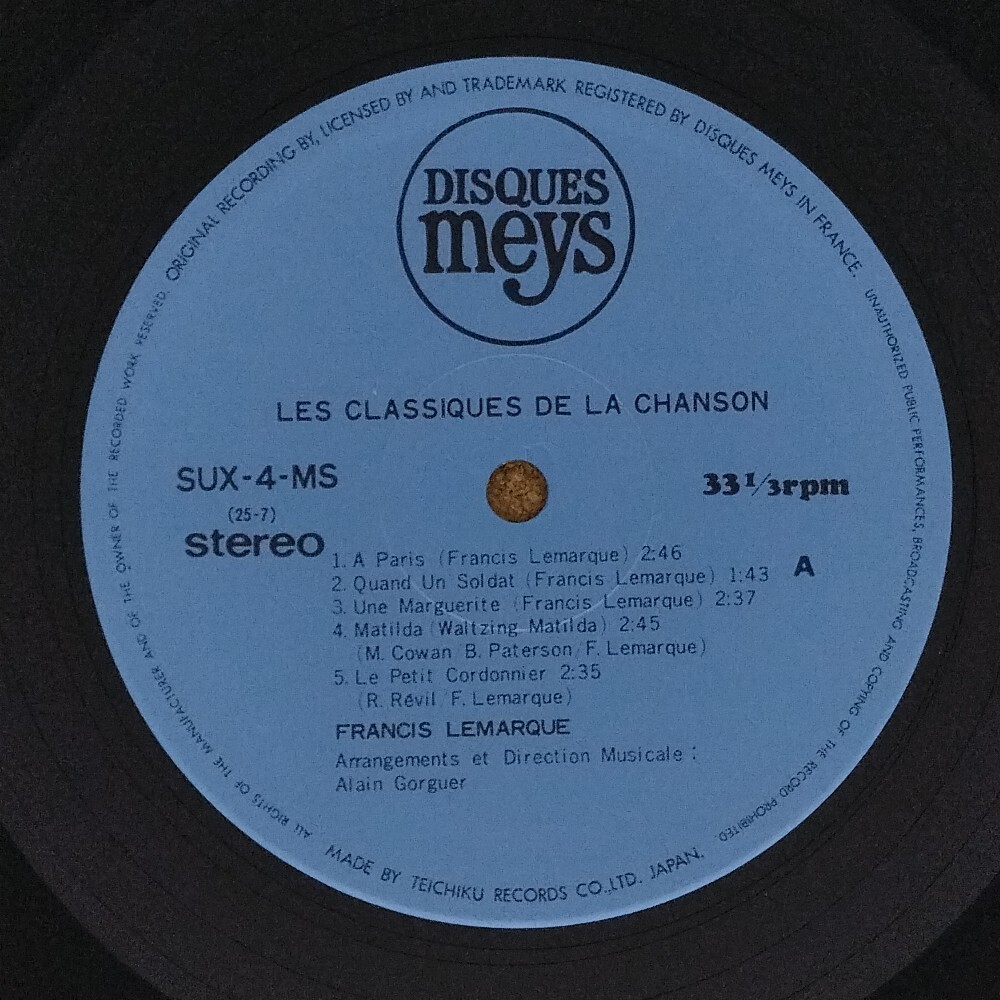 ORIGINAL RECORDING BY, LICENSED BY AND TRADEMARK REGISTERED BY DISQUES MEYS IN FRANCE.
UNAUTHORIZED PUBLIC PERFORMANCES, BROADCASTING AND COPYING OF THE RECORD PROHIBITED.
ALL RIGHTS OF THE MANUFACTURER AND OF THE OWNER OF THE RECORDED WORK RESERVED.
DISQUES
meys
LES CLASSIQUES DE LA CHANSON
SUX-4-MS
33 1/3rpm
(25-7)
stereo
A
1. A Paris (Francis Lemarque) 2:46
2. Quand Un Soldat (Francis Lemarque) 1:43
3. Une Marguerite (Francis Lemarque) 2:37
4. Matilda (Waltzing Matilda) 2:45
(M. Cowan/B. Paterson/F. Lemarque)
5. Le Petit Cordonnier 2:35
(R. Révil/F. Lemarque)
FRANCIS LEMARQUE
Arrangements et Direction Musicale :
Alain Gorguer
MADE BY TEICHIKU RECORDS CO.,LTD. JAPAN.